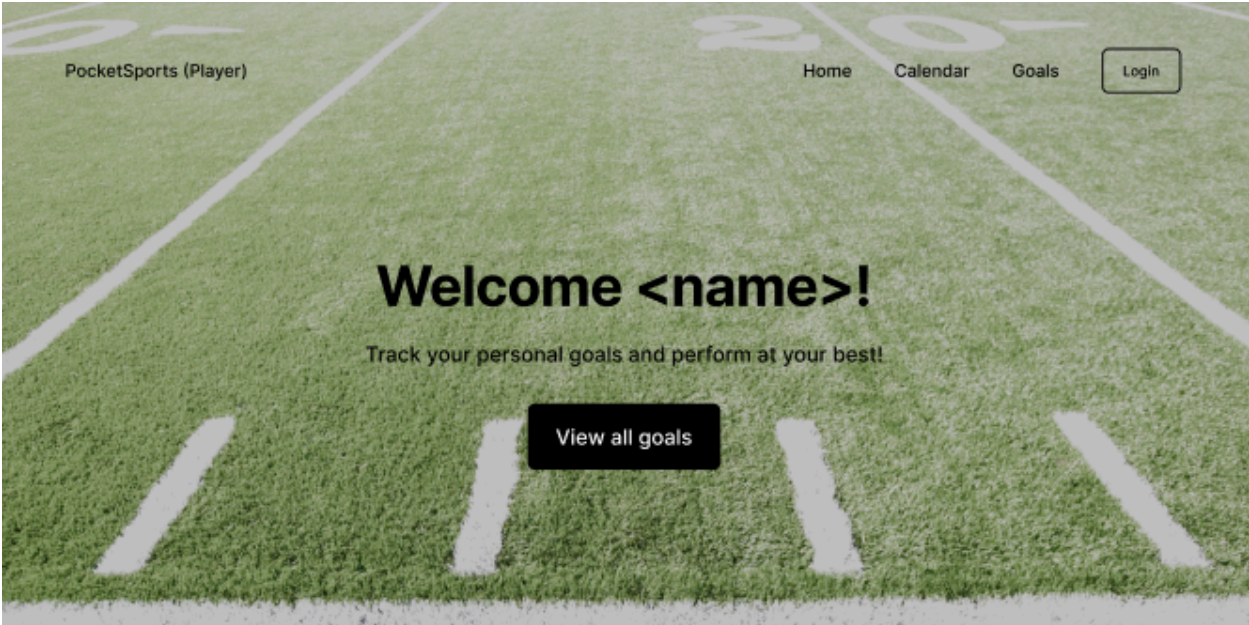 20
PocketSports (Player)
Home Calendar Goals Login
Welcome <name>!
Track your personal goals and perform at your best!
View all goals